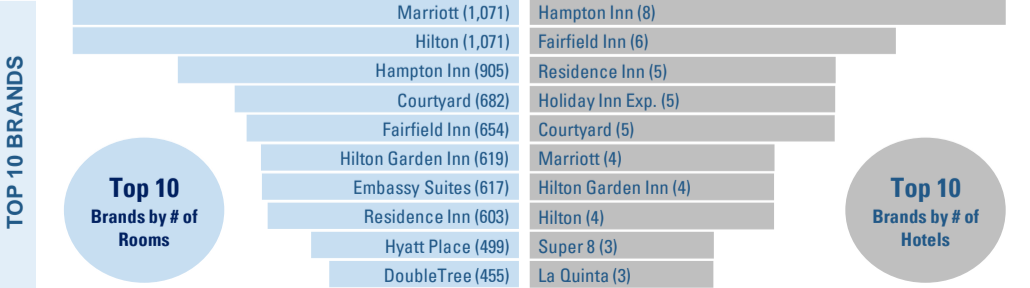 TOP 10 BRANDS
Marriott (1,071)
Hilton (1,071)
Hampton Inn (905)
Courtyard (682)
Fairfield Inn (654)
Hilton Garden Inn (619)
Embassy Suites (617)
Residence Inn (603)
Hyatt Place (499)
DoubleTree (455)
Top 10
Brands by # of
Rooms
Hampton Inn (8)
Fairfield Inn (6)
Residence Inn (5)
Holiday Inn Exp. (5)
Courtyard (5)
Marriott (4)
Hilton Garden Inn (4)
Hilton (4)
Super 8 (3)
La Quinta (3)
Top 10
Brands by # of
Hotels